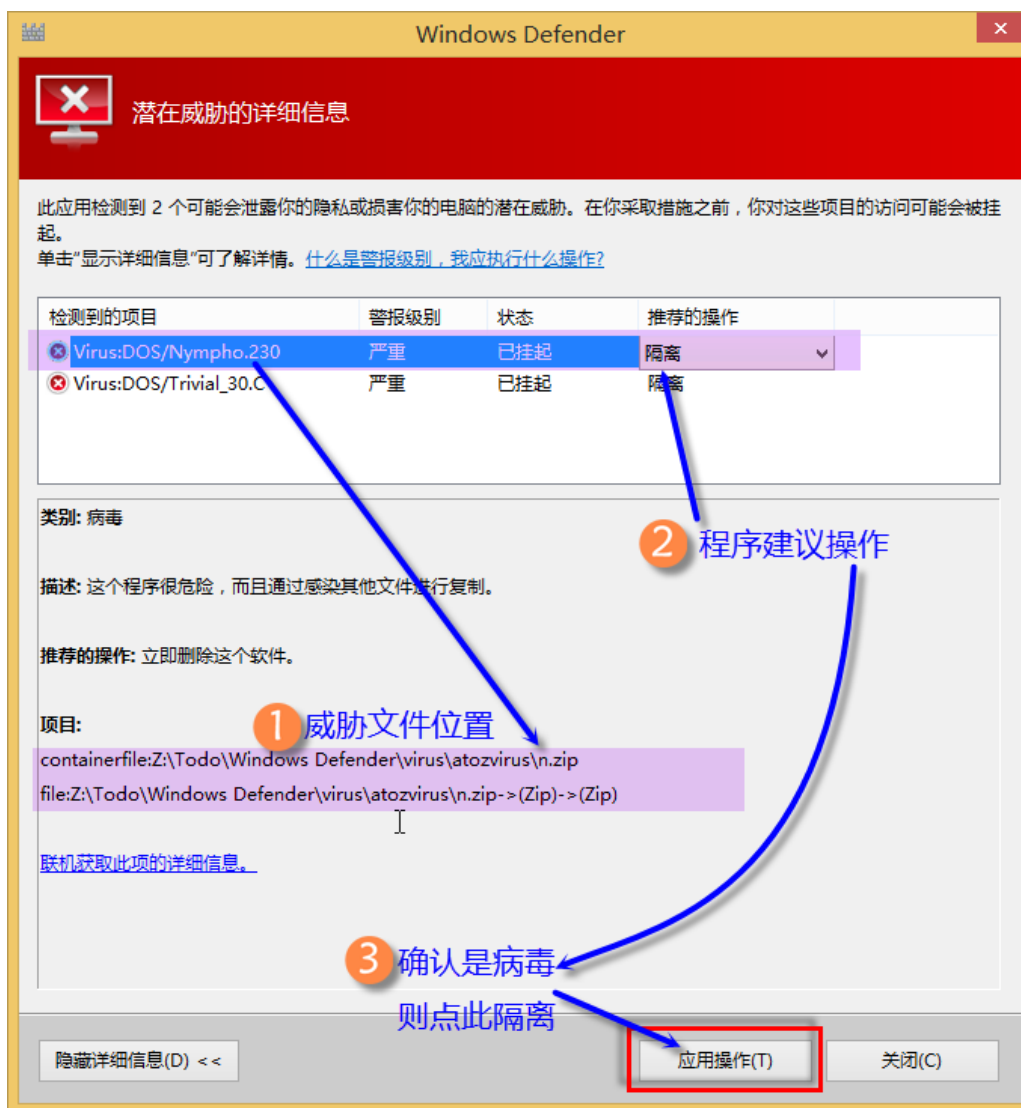 Windows Defender
潜在威胁的详细信息
此应用检测到 2 个可能会泄露你的隐私或损害你的电脑的潜在威胁。在你采取措施之前，你对这些项目的访问可能会被挂
起。
单击“显示详细信息”可了解详情。什么是警报级别，我应执行什么操作?
检测到的项目 警报级别 状态 推荐的操作
Virus:DOS/Nympho.230 严重 已挂起 隔离
Virus:DOS/Trivial_30.C 严重 已挂起 隔离
类别: 病毒
2 程序建议操作
描述: 这个程序很危险，而且通过感染其他文件进行复制。
推荐的操作: 立即删除这个软件。
项目:
1 威胁文件位置
containerfile:Z:\Todo\Windows Defender\virus\atozvirus\n.zip
file:Z:\Todo\Windows Defender\virus\atozvirus\n.zip->(Zip)->(Zip)
联机获取此项的详细信息。
3 确认是病毒
则点此隔离
隐藏详细信息(D) << 应用操作(T) 关闭(C)